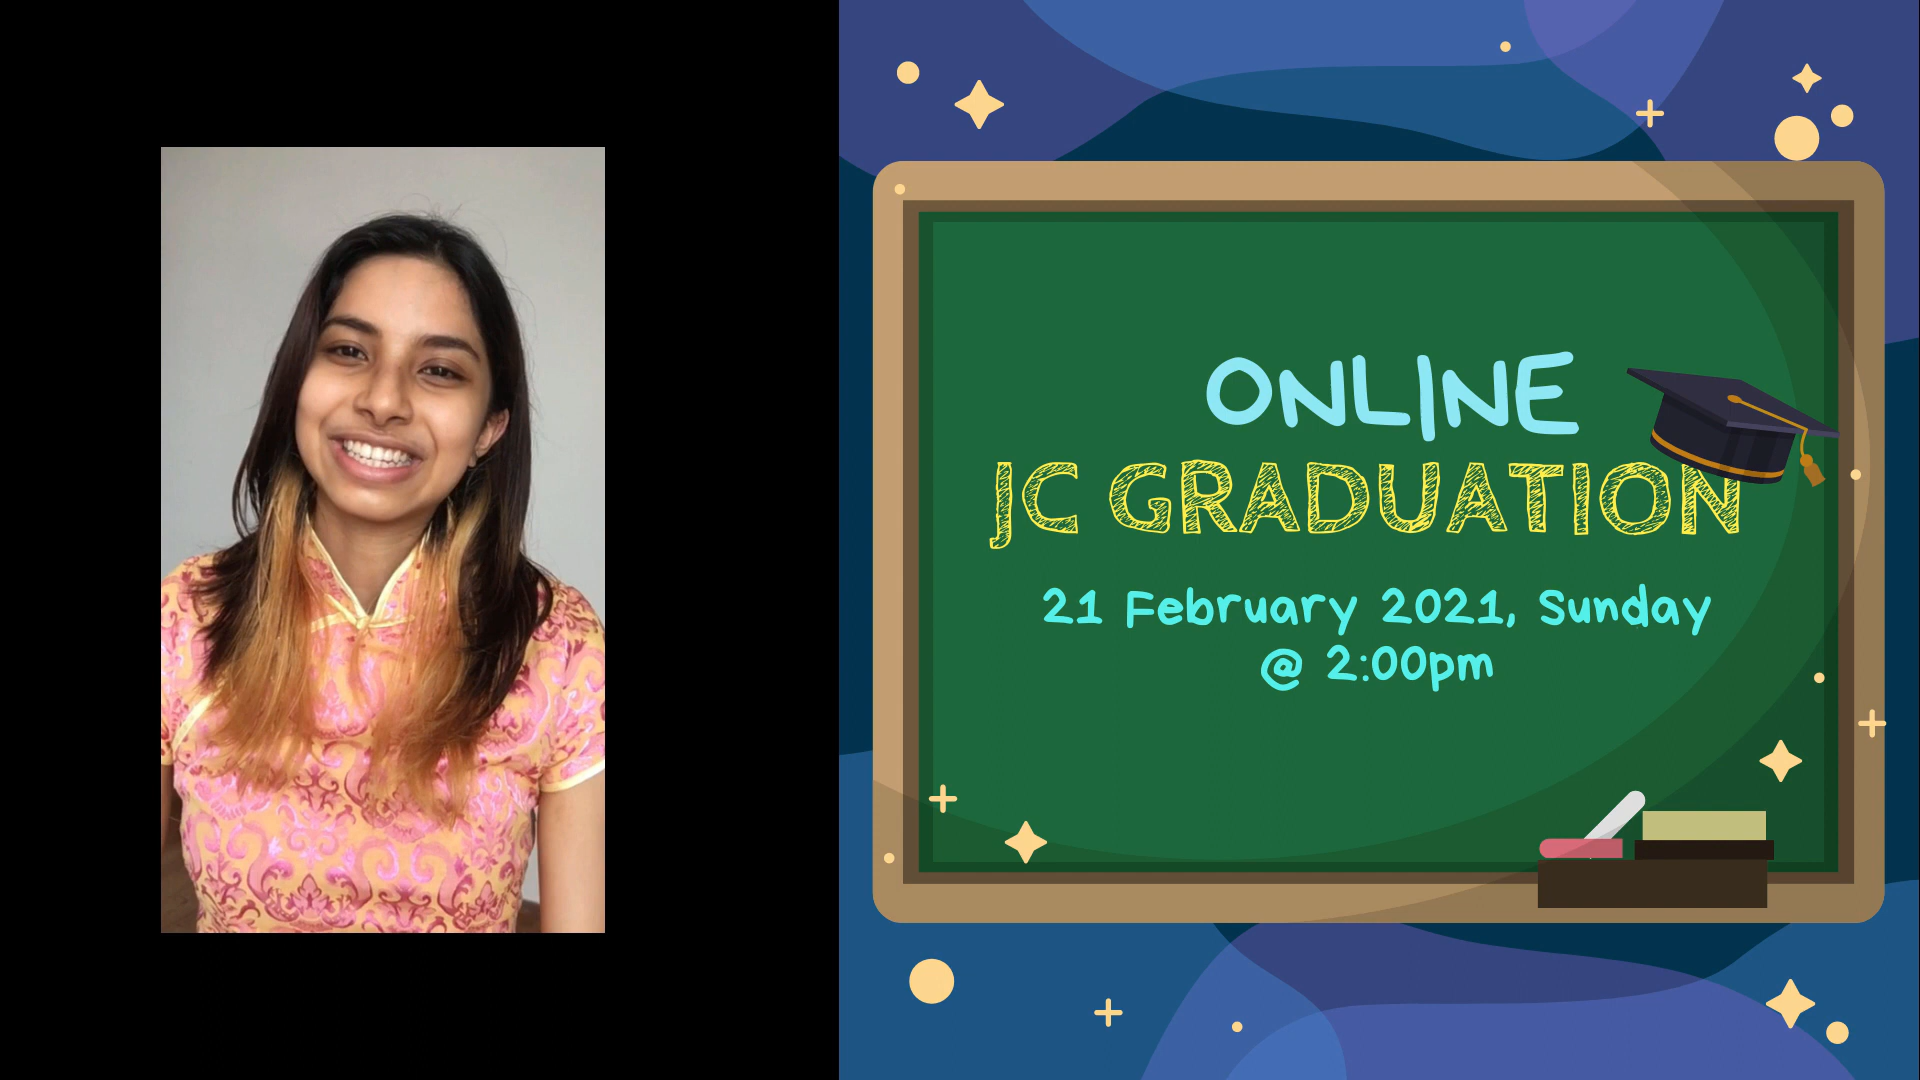 ONLINE
JC GRADUATION
21 February 2021, Sunday
@ 2:00pm